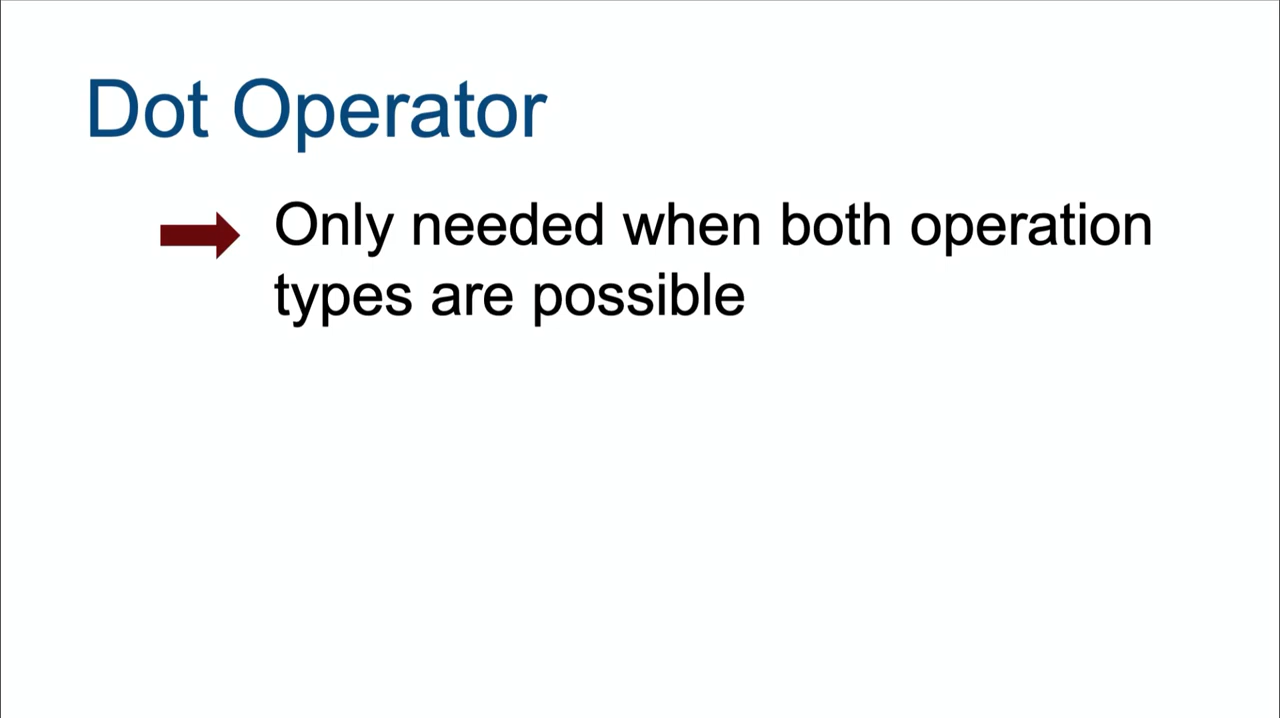 Dot Operator
Only needed when both operation
types are possible